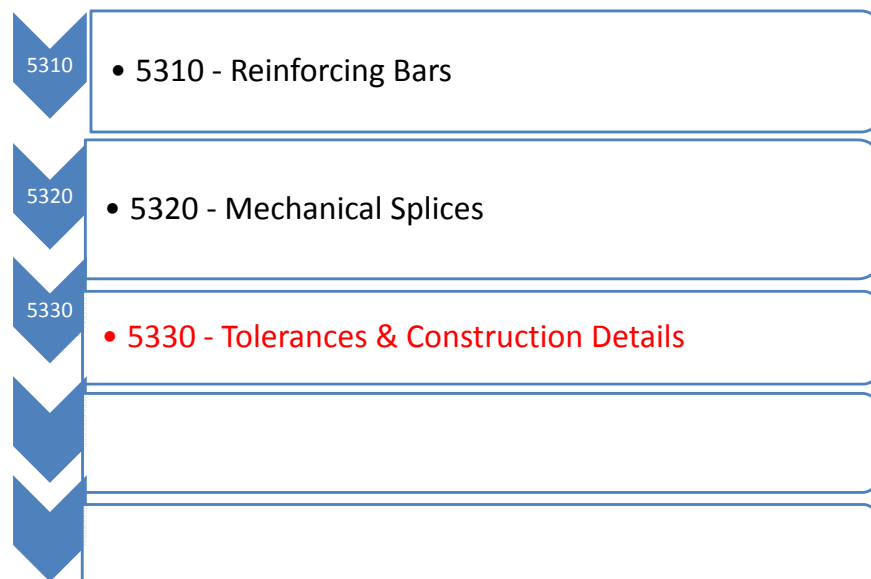 5310
• 5310 - Reinforcing Bars
5320
• 5320 - Mechanical Splices
5330
• 5330 - Tolerances & Construction Details